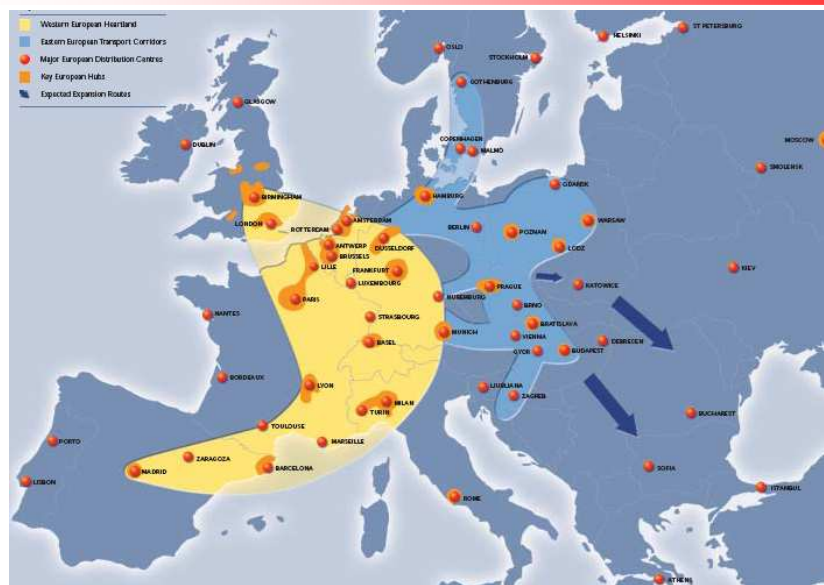 Western European Heartland
Eastern European Transport Corridors
Major European Distribution Centres
Key European Hubs
Expected Expansion Routes
ST PETERSBURG
HELSINKI
OSLO
STOCKHOLM
GOTHENBURG
GLASGOW
MOSCOW
DUBLIN
COPENHAGEN
MALMÖ
SMOLENSK
GDANSK
BIRMINGHAM
HAMBURG
AMSTERDAM
WARSAW
LONDON
ROTTERDAM
BERLIN
POZNAN
ANTWERP
DUSSELDORF
LODZ
BRUSSELS
LILLE
FRANKFURT
KIEV
LUXEMBOURG
PRAGUE
KATOWICE
NUREMBURG
PARIS
BRNO
NANTES
STRASBOURG
BRATISLAVA
MUNICH
VIENNA
BASEL
DEBRESEN
GYOR
BUDAPEST
BORDEAUX
LYON
LJUBLJANA
ZAGREB
MILAN
TURIN
BUCHAREST
TOULOUSE
PORTO
MARSEILLE
ZARAGOZA
MADRID
BARCELONA
SOFIA
LISBON
ISTANBUL
ROME